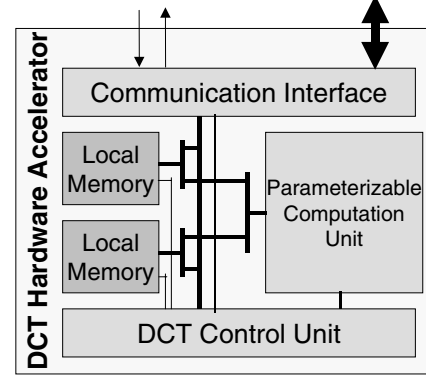 DCT Hardware Accelerator
Communication Interface
Local
Memory
Parameterizable
Computation
Unit
Local
Memory
DCT Control Unit